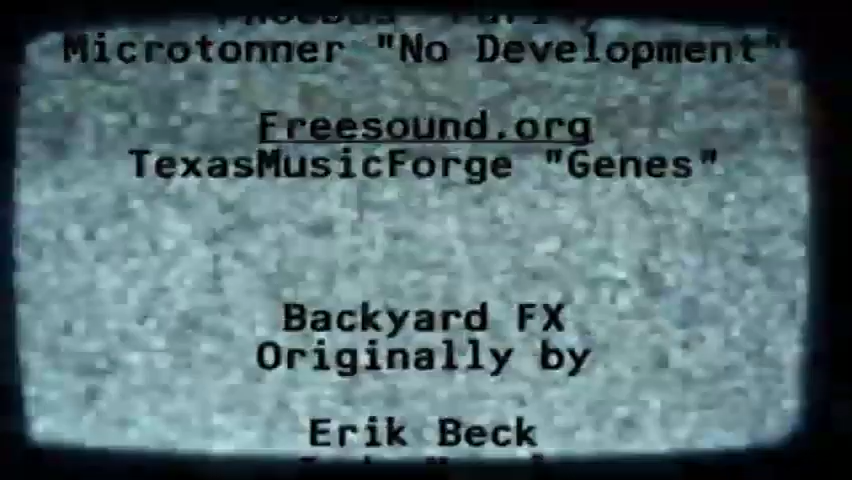 Microtonner "No Development"
Freesound.org
TexasMusicForge "Genes"
Backyard FX
Originally by
Erik Beck